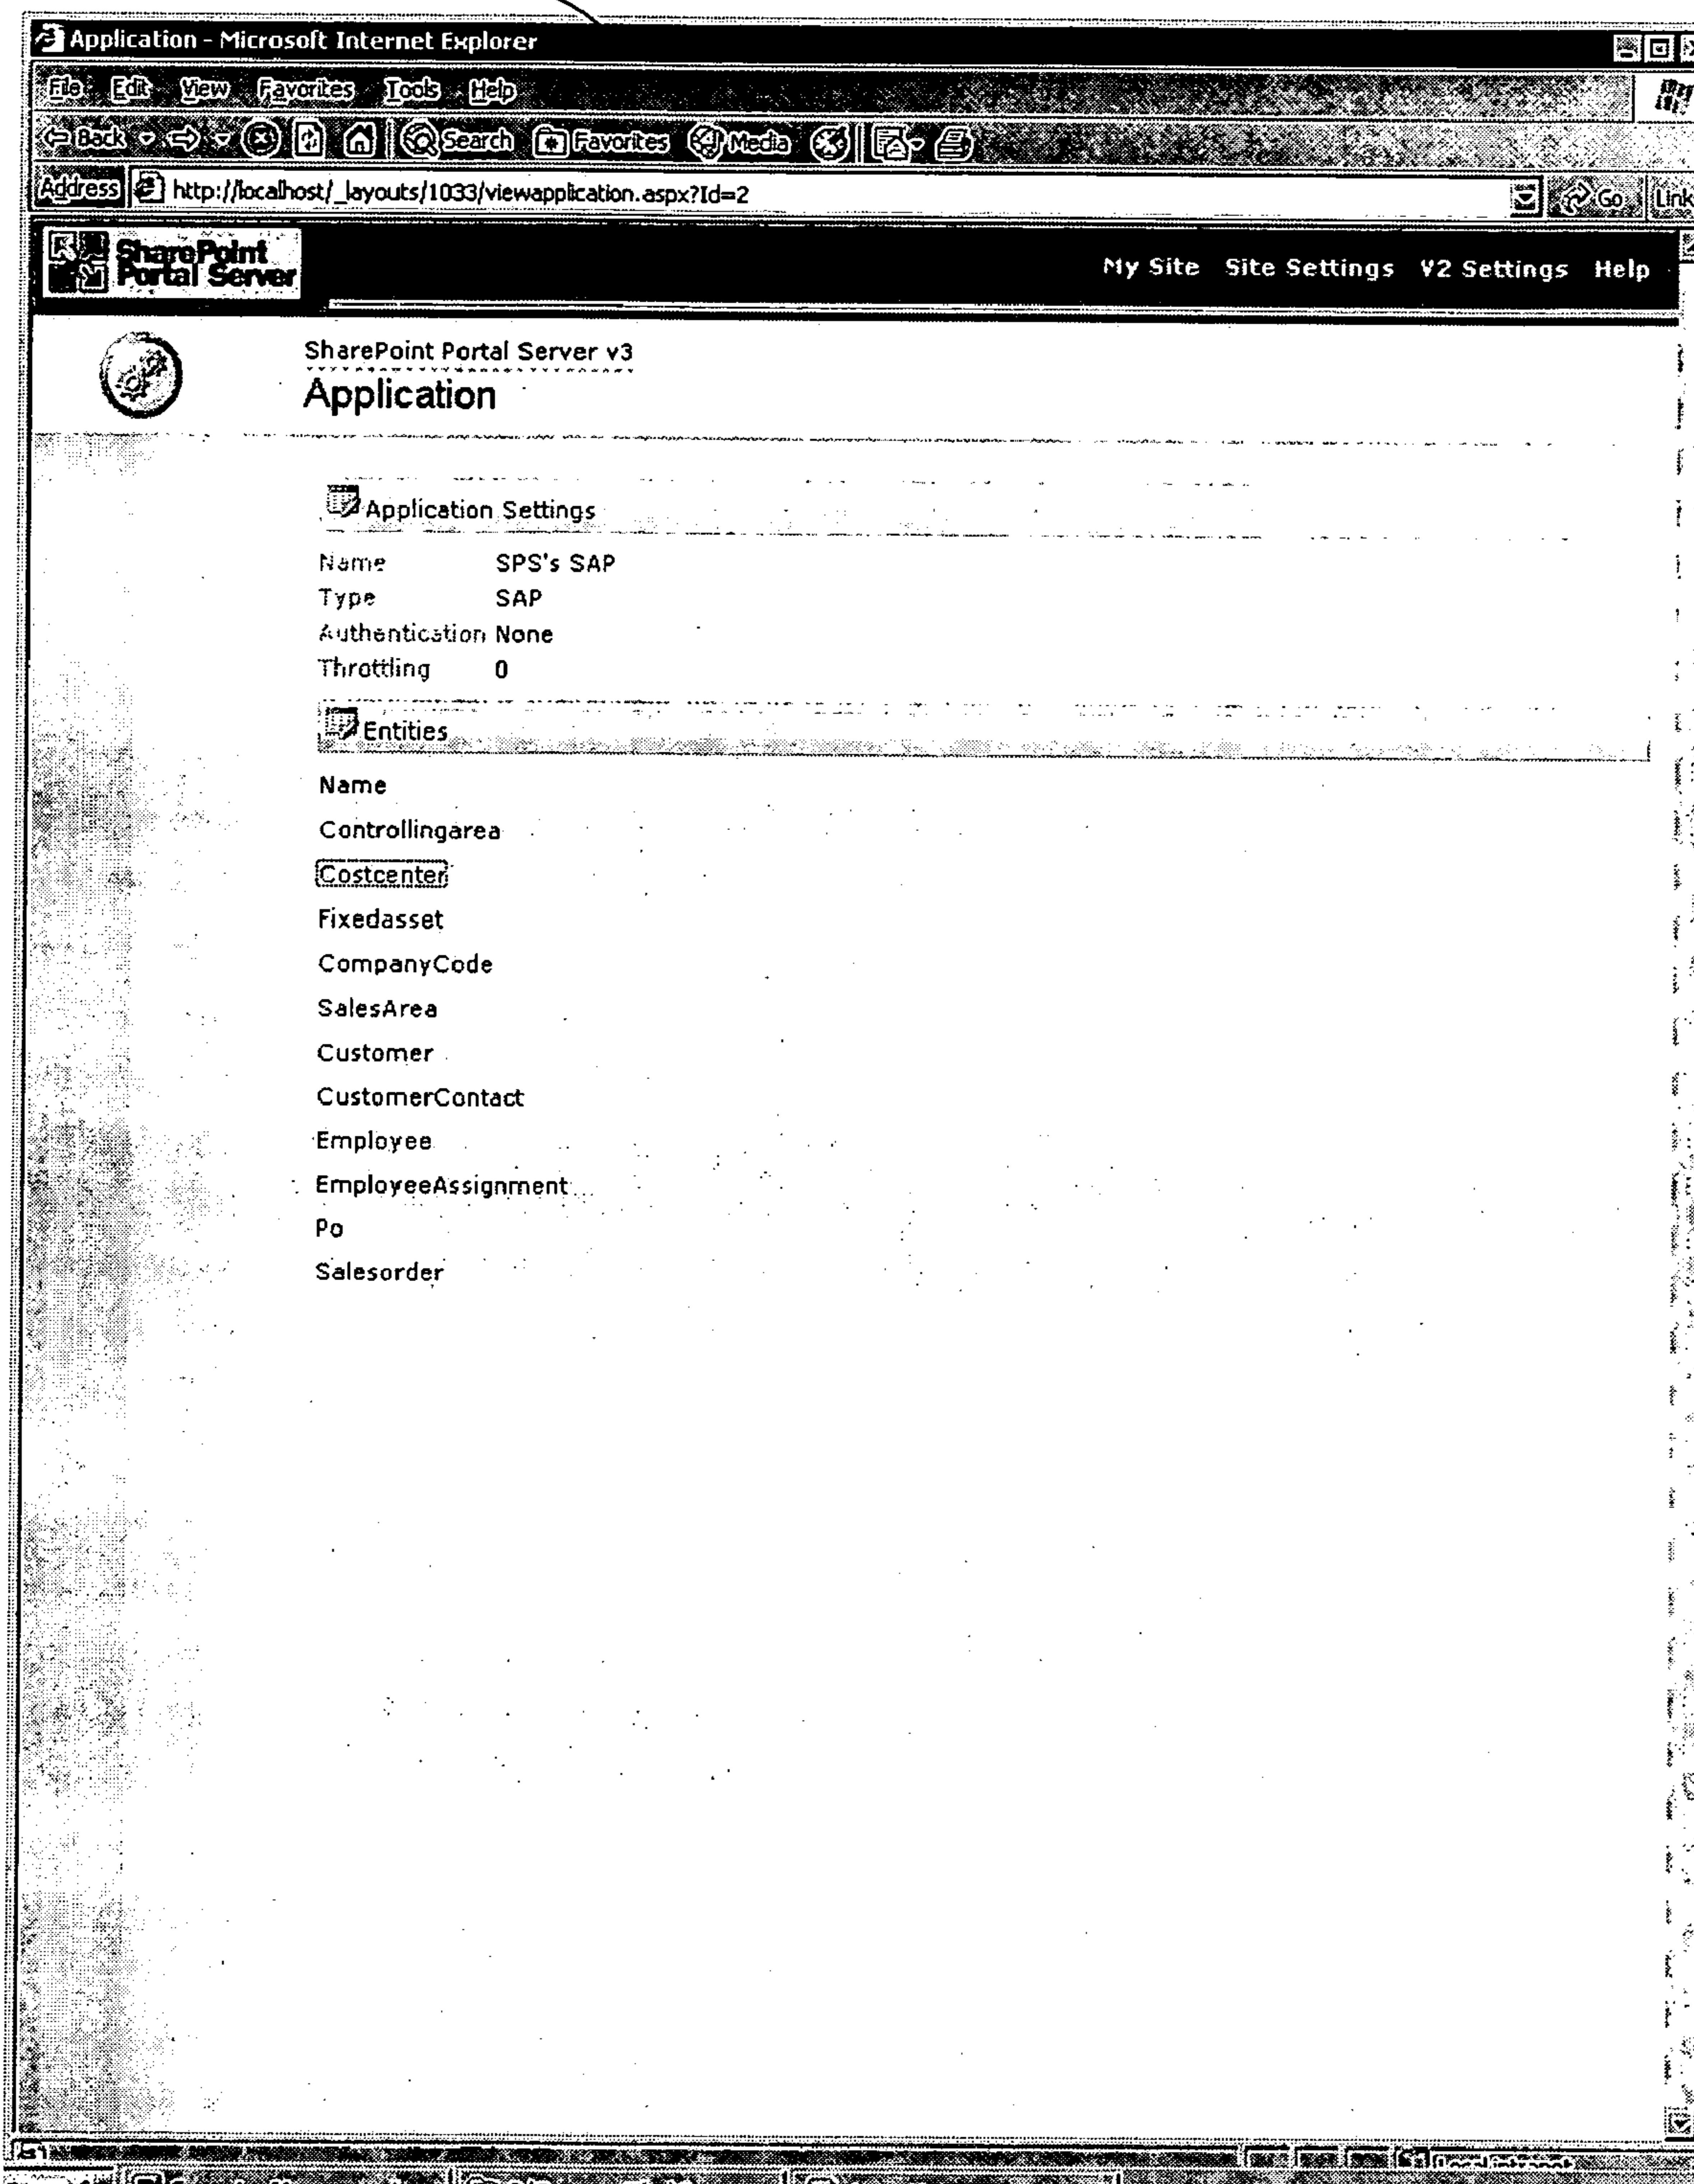 Application - Microsoft Internet Explorer
File Edit View Favorites Tools Help
Back Search Favorites Media
Address http://localhost/_layouts/1033/viewapplication.aspx?Id=2 Go Link
SharePoint
Portal Server
My Site Site Settings V2 Settings Help
SharePoint Portal Server v3
Application
Application Settings
Name SPS's SAP
Type SAP
Authentication None
Throttling 0
Entities
Name
Controllingarea
Costcenter
Fixedasset
CompanyCode
SalesArea
Customer
CustomerContact
Employee
EmployeeAssignment
Po
Salesorder
Local intranet